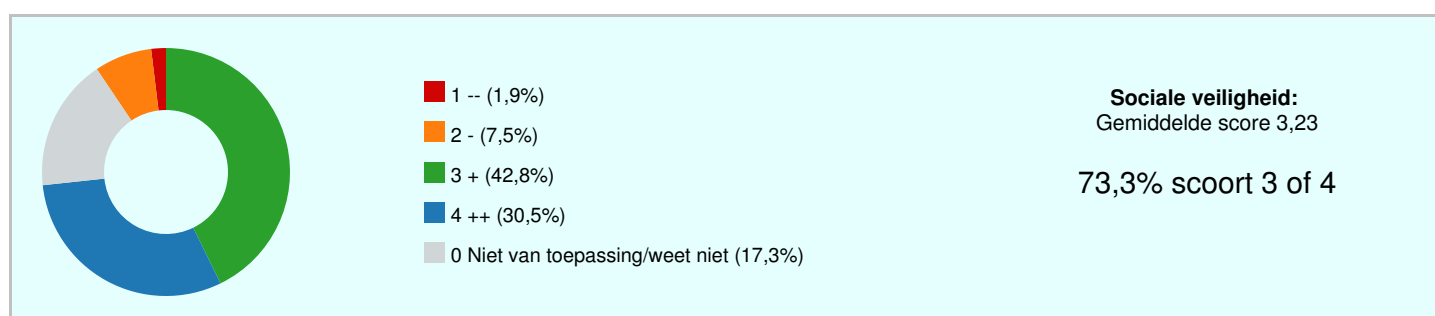 1 -- (1,9%)
2 - (7,5%)
3 + (42,8%)
4 ++ (30,5%)
0 Niet van toepassing/weet niet (17,3%)
Sociale veiligheid:
Gemiddelde score 3,23
73,3% scoort 3 of 4